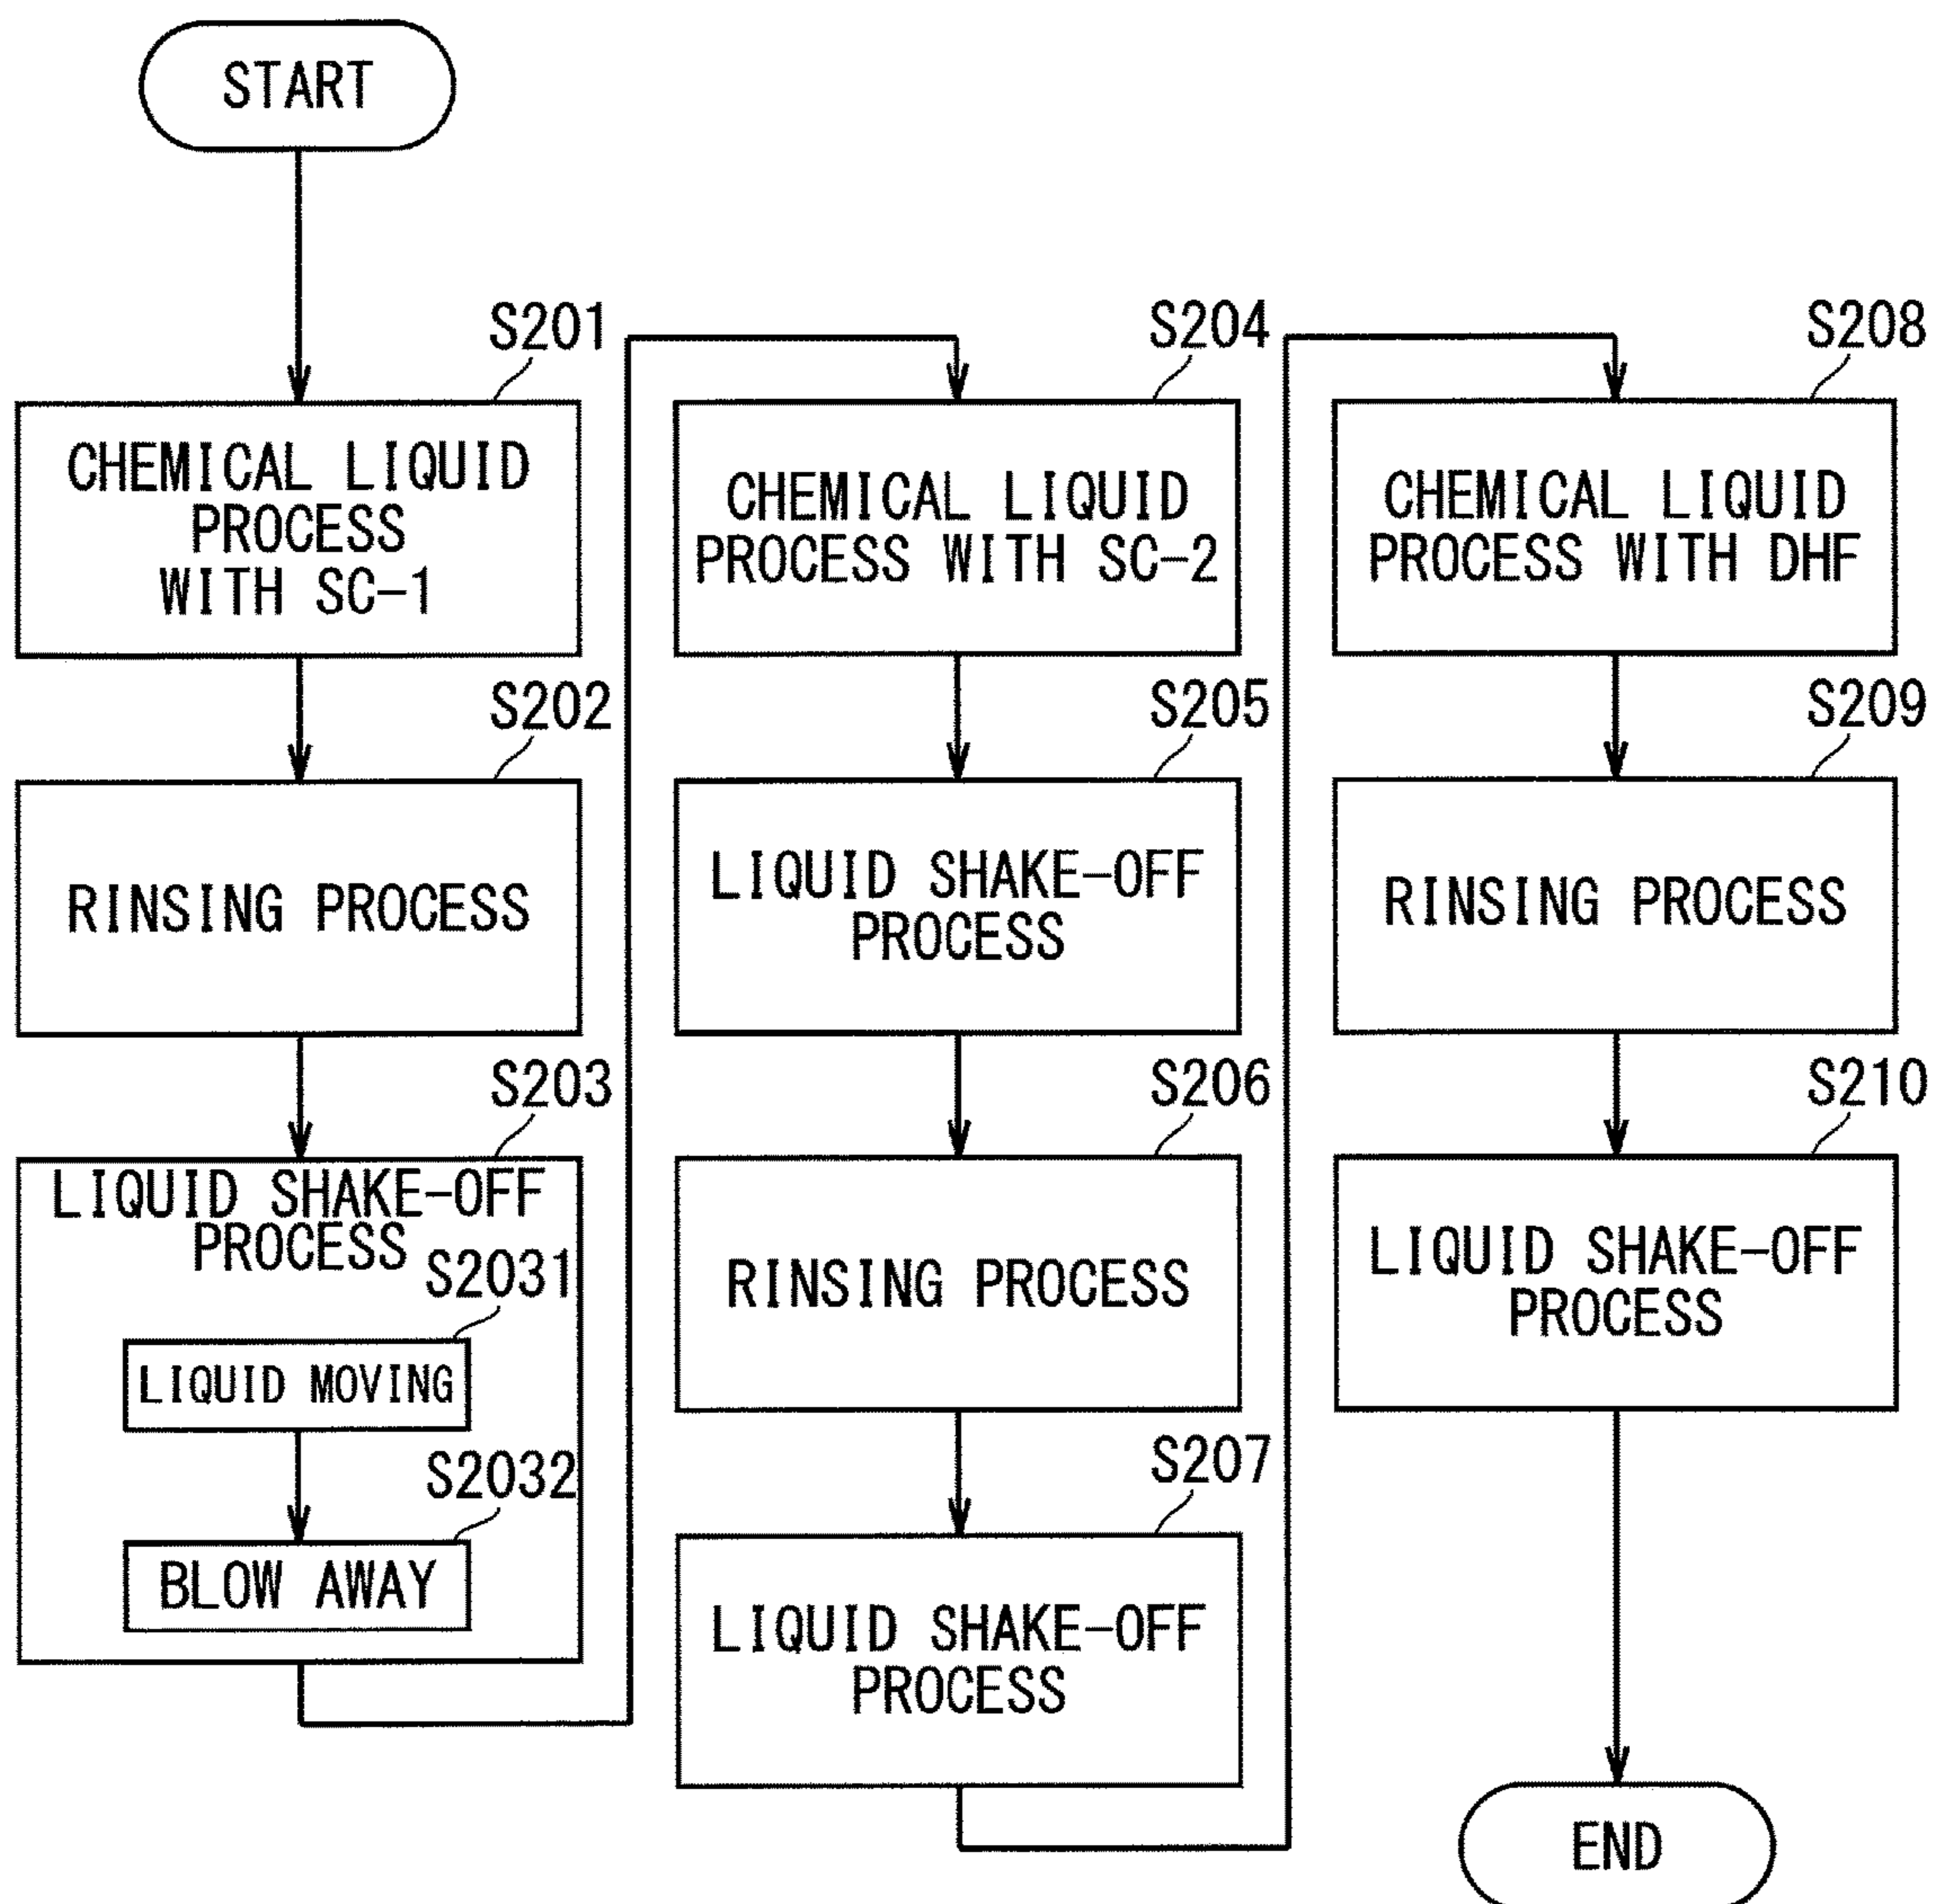 START
S201
CHEMICAL LIQUID
PROCESS
WITH SC-1
S202
RINSING PROCESS
S203
LIQUID SHAKE-OFF
PROCESS
S2031
LIQUID MOVING
S2032
BLOW AWAY
S204
CHEMICAL LIQUID
PROCESS WITH SC-2
S205
LIQUID SHAKE-OFF
PROCESS
S206
RINSING PROCESS
S207
LIQUID SHAKE-OFF
PROCESS
S208
CHEMICAL LIQUID
PROCESS WITH DHF
S209
RINSING PROCESS
S210
LIQUID SHAKE-OFF
PROCESS
END